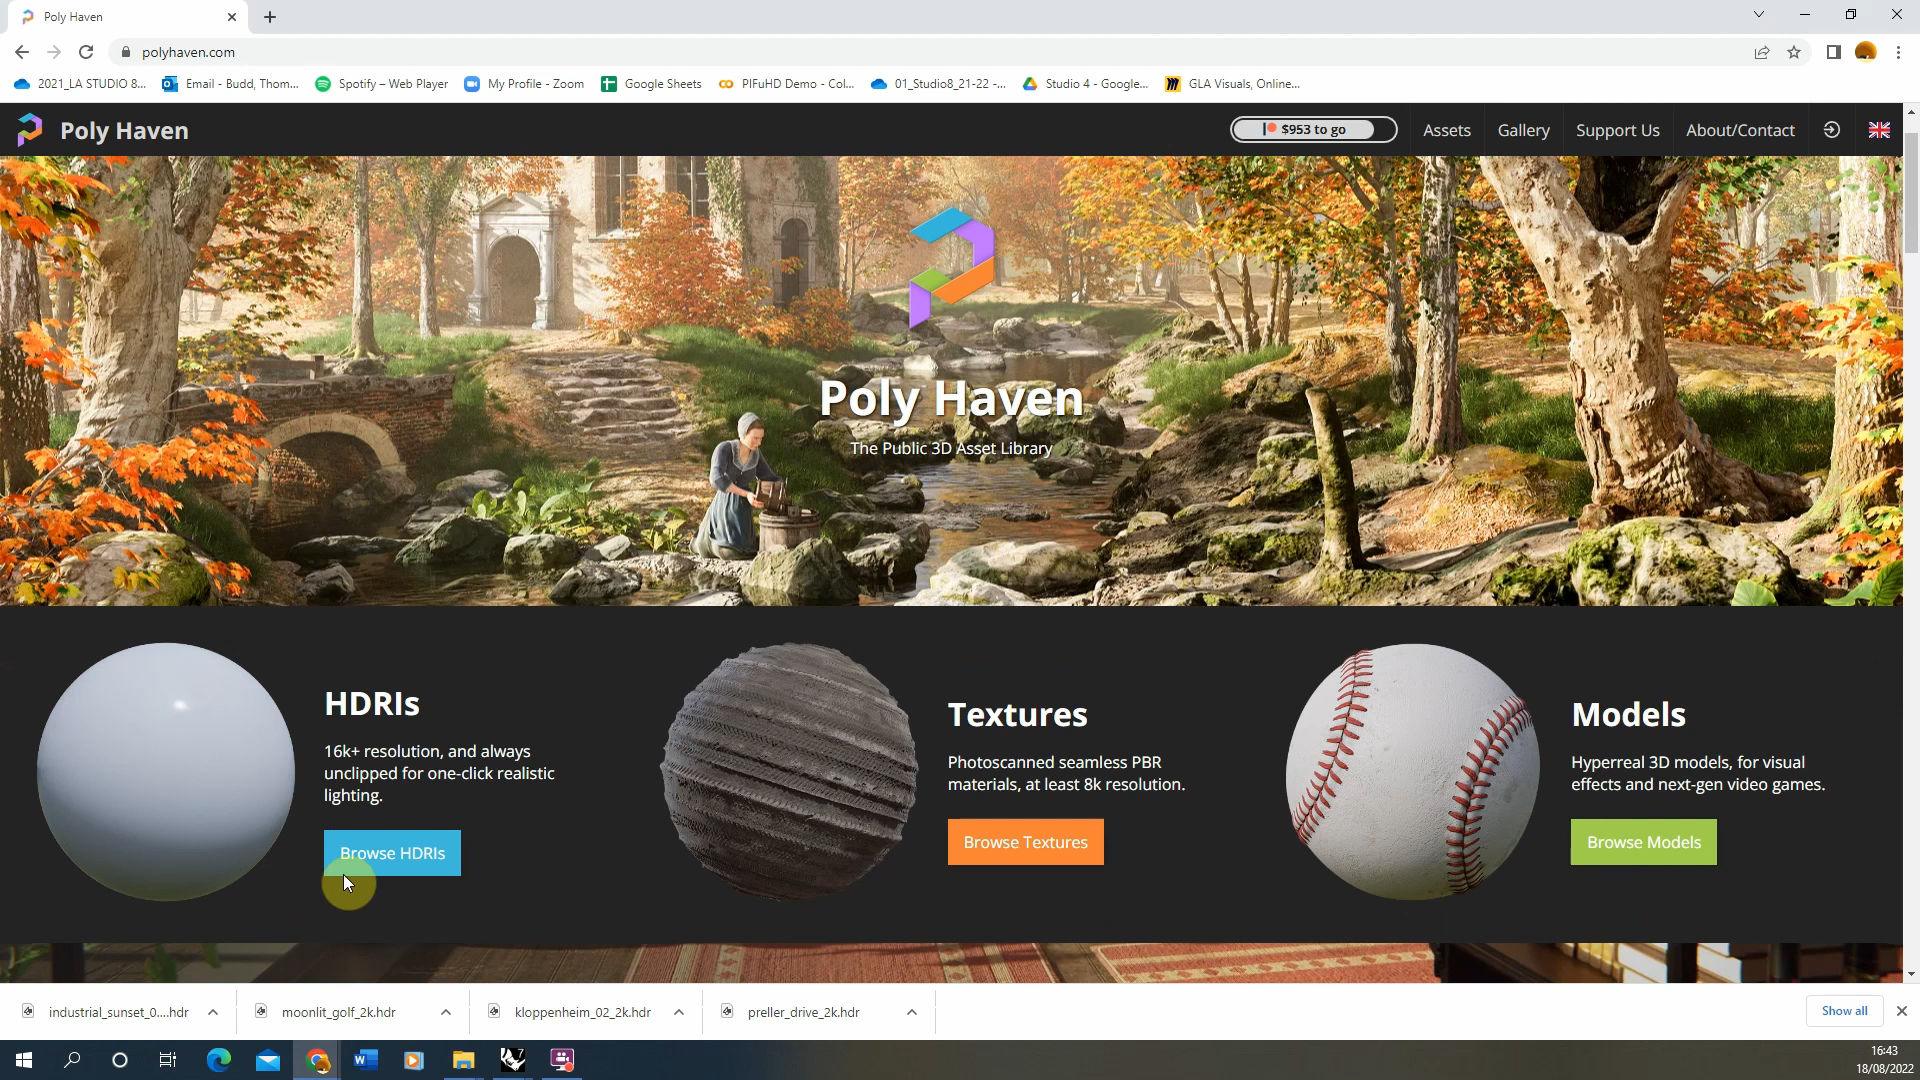 Poly Haven
polyhaven.com
2021_LA STUDIO 8...
Email - Budd, Thom...
Spotify – Web Player
My Profile - Zoom
Google Sheets
PIFuHD Demo - Col...
01_Studio8_21-22 -...
Studio 4 - Google...
GLA Visuals, Online...
Poly Haven
$953 to go
Assets
Gallery
Support Us
About/Contact
Poly Haven
The Public 3D Asset Library
HDRIs
16k+ resolution, and always
unclipped for one-click realistic
lighting.
Browse HDRIs
Textures
Photoscanned seamless PBR
materials, at least 8k resolution.
Browse Textures
Models
Hyperreal 3D models, for visual
effects and next-gen video games.
Browse Models
industrial_sunset_0....hdr
moonlit_golf_2k.hdr
kloppenheim_02_2k.hdr
preller_drive_2k.hdr
Show all
16:43
18/08/2022